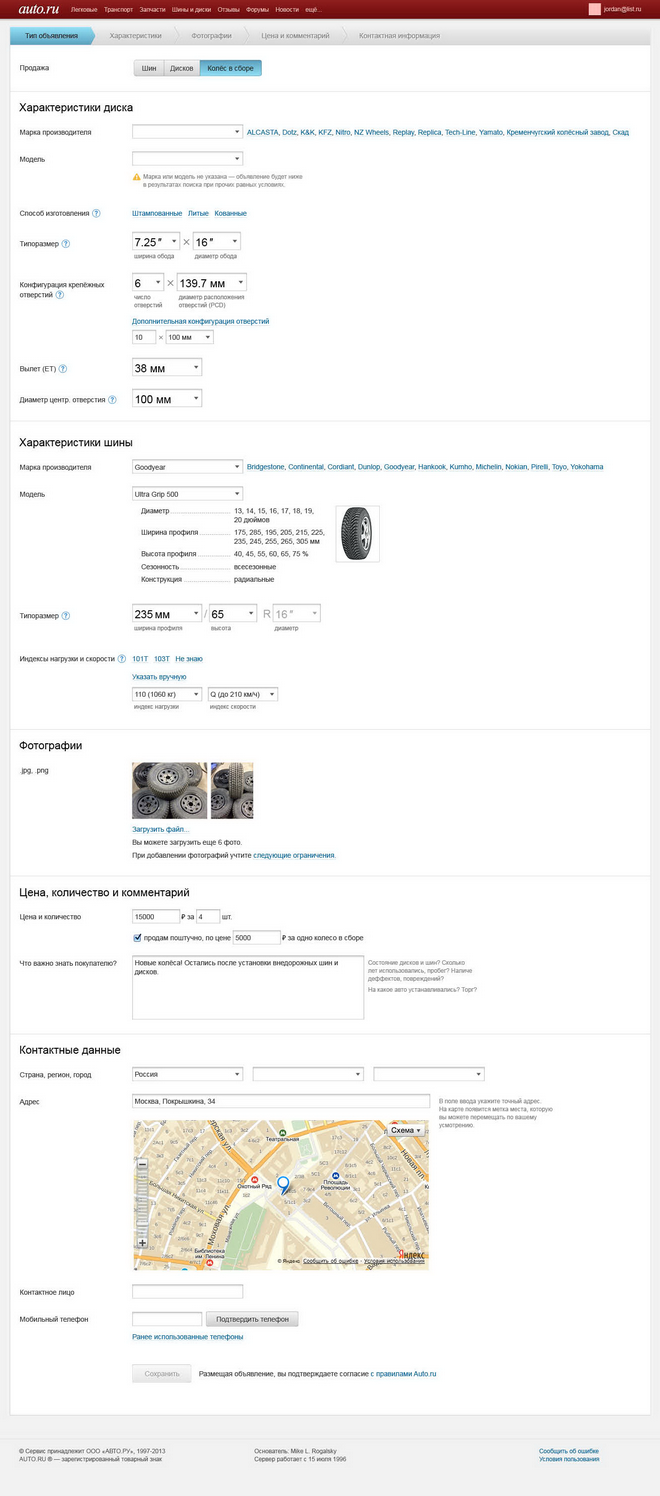 auto.ru Легковые Транспорт Запчасти Шины и диски Отзывы Форумы Новости ещё... jordan@list.ru
Тип объявления Характеристики Фотографии Цена и комментарий Контактная информация
Продажа Шин Дисков Колёс в сборе
Характеристики диска
Марка производителя ALCASTA, Dotz, K&K, KFZ, Nitro, NZ Wheels, Replay, Replica, Tech-Line, Yamato, Кременчугский колёсный завод, Скад
Модель
Марка или модель не указана — объявление будет ниже
в результатах поиска при прочих равных условиях.
Способ изготовления ? Штампованные Литые Кованные
Типоразмер ? 7.25 ″ × 16 ″
ширина обода диаметр обода
Конфигурация крепёжных
отверстий ? 6 × 139.7 мм
число диаметр расположения
отверстий отверстий (PCD)
Дополнительная конфигурация отверстий
10 × 100 мм
Вылет (ET) ? 38 мм
Диаметр центр. отверстия ? 100 мм
Характеристики шины
Марка производителя Goodyear Bridgestone, Continental, Cordiant, Dunlop, Goodyear, Hankook, Kumho, Michelin, Nokian, Pirelli, Toyo, Yokohama
Модель Ultra Grip 500
Диаметр 13, 14, 15, 16, 17, 18, 19,
20 дюймов
Ширина профиля 175, 285, 195, 205, 215, 225,
235, 245, 255, 265, 305 мм
Высота профиля 40, 45, 55, 60, 65, 75 %
Сезонность всесезонные
Конструкция радиальные
Типоразмер ? 235 мм / 65 R 16 ″
ширина профиля высота диаметр
Индексы нагрузки и скорости ? 101T 103T Не знаю
Указать вручную
110 (1060 кг) Q (до 210 км/ч)
индекс нагрузки индекс скорости
Фотографии
.jpg, .png
Загрузить файл...
Вы можете загрузить еще 6 фото.
При добавлении фотографий учтите следующие ограничения.
Цена, количество и комментарий
Цена и количество 15000 ₽ за 4 шт.
продам поштучно, по цене 5000 ₽ за одно колесо в сборе
Что важно знать покупателю? Новые колёса! Остались после установки внедорожных шин и
дисков.
Состояние дисков и шин? Сколько
лет использовались, пробег? Наличие
деффектов, повреждений?
На какое авто устанавливались? Торг?
Контактные данные
Страна, регион, город Россия
Адрес Москва, Покрышкина, 34
В поле ввода укажите точный адрес.
На карте появится метка места, которую
вы можете перемещать по вашему
усмотрению.
Схема
Театральная
Охотный Ряд
Площадь
Революции
Моховая ул.
Большая Никитская ул.
Библиотека
им. Ленина
Яндекс
© Яндекс Сообщить об ошибке · Условия использования
Контактное лицо
Мобильный телефон Подтвердить телефон
Ранее использованные телефоны
Сохранить Размещая объявление, вы подтверждаете согласие с правилами Auto.ru
© Сервис принадлежит ООО «АВТО.РУ», 1997-2013 Основатель: Mike L. Rogalsky Сообщить об ошибке
AUTO.RU ® — зарегистрированный товарный знак Сервер работает с 15 июля 1996 Условия пользования